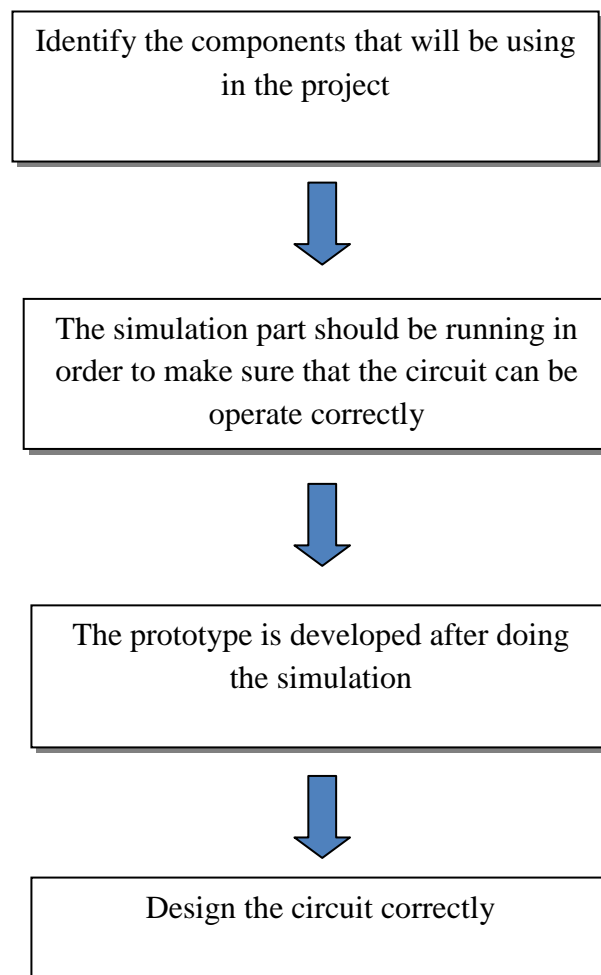 Identify the components that will be using
in the project
The simulation part should be running in
order to make sure that the circuit can be
operate correctly
The prototype is developed after doing
the simulation
Design the circuit correctly